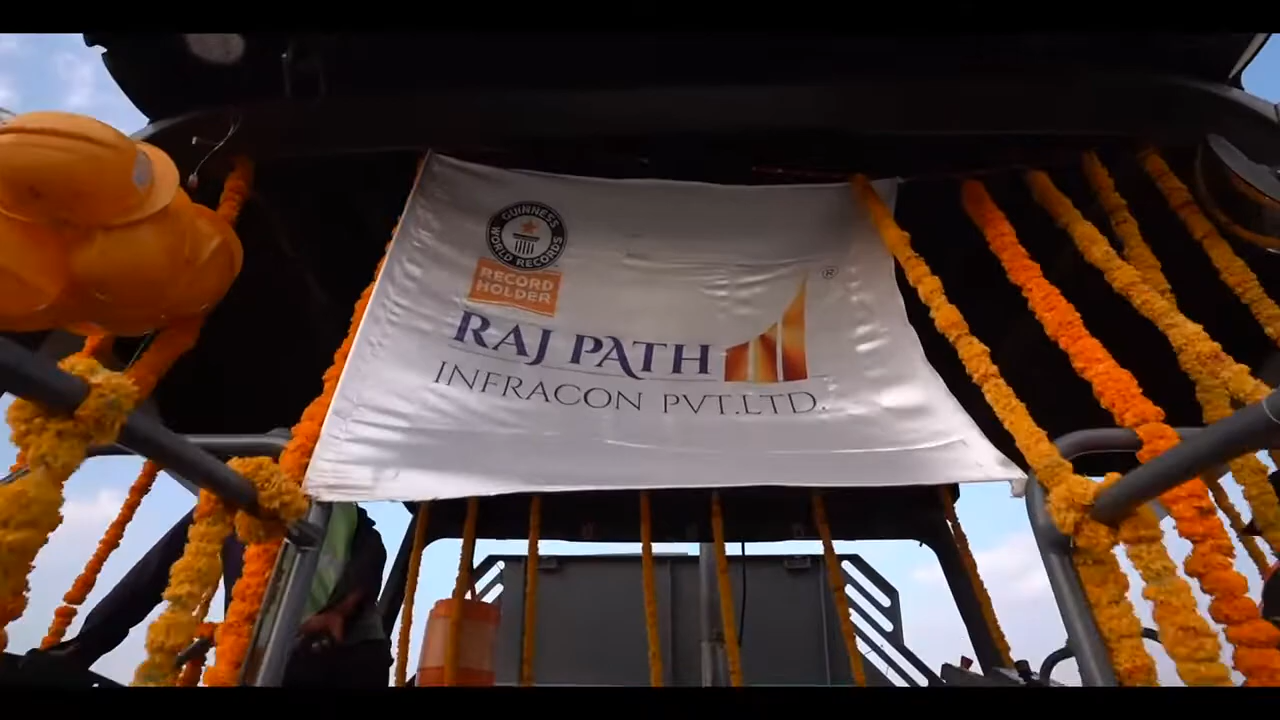 GUINNESS
WORLD RECORDS
RECORD
HOLDER
®
RAJ PATH
INFRACON PVT.LTD.